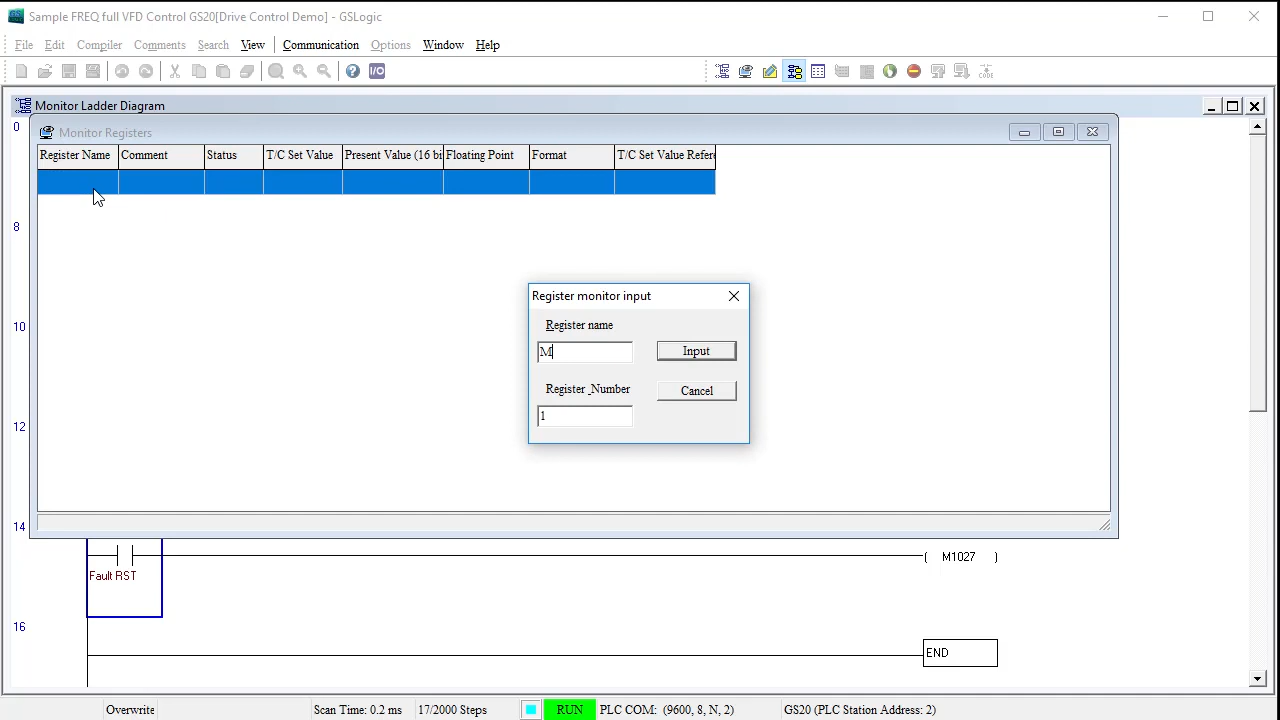 Sample FREQ full VFD Control GS20[Drive Control Demo] - GSLogic
File Edit Compiler Comments Search View Communication Options Window Help
I/O CODE
Monitor Ladder Diagram
0
Monitor Registers
Register Name Comment Status T/C Set Value Present Value (16 bi Floating Point Format T/C Set Value Refere
8
Register monitor input
Register name
10
M Input
Register_Number Cancel
1
12
14
M1027
Fault RST
16
END
Overwrite Scan Time: 0.2 ms 17/2000 Steps RUN PLC COM: (9600, 8, N, 2) GS20 (PLC Station Address: 2)